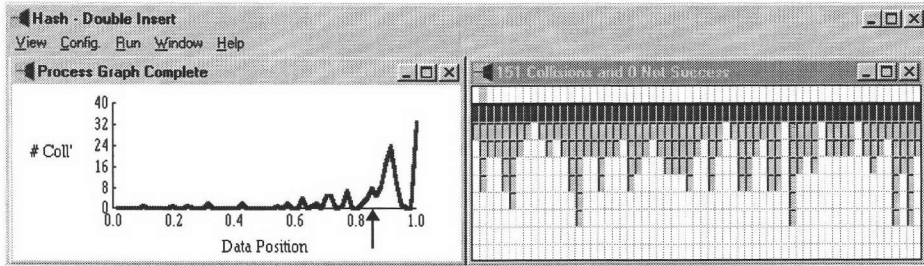 Hash - Double Insert
View Config. Run Window Help
Process Graph Complete
151 Collisions and 0 Not Success
40
32
24
16
8
0
# Coll'
0.0 0.2 0.4 0.6 0.8 1.0
Data Position